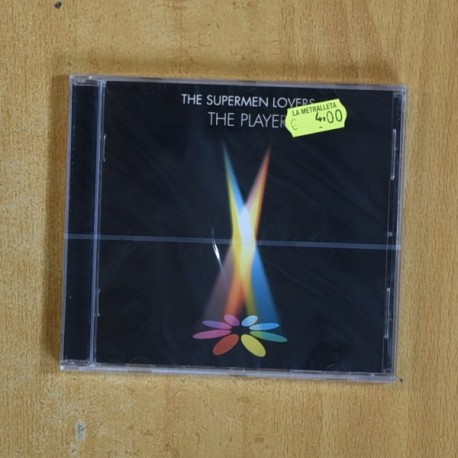 THE SUPERMEN LOVERS
THE PLAYER
LA METRALLETA
€ 4,00